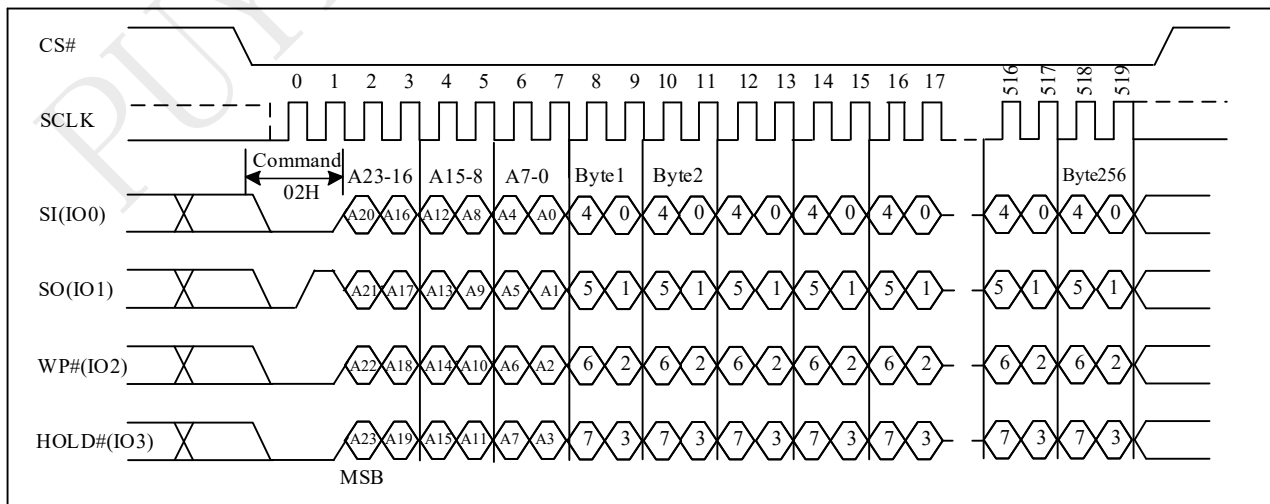 PUY
CS#
0 1 2 3 4 5 6 7 8 9 10 11 12 13 14 15 16 17 516 517 518 519
SCLK
Command
02H
A23-16 A15-8 A7-0 Byte1 Byte2 Byte256
SI(IO0) A20 A16 A12 A8 A4 A0 4 0 4 0 4 0 4 0 4 0 4 0 4 0
SO(IO1) A21 A17 A13 A9 A5 A1 5 1 5 1 5 1 5 1 5 1 5 1 5 1
WP#(IO2) A22 A18 A14 A10 A6 A2 6 2 6 2 6 2 6 2 6 2 6 2 6 2
HOLD#(IO3) A23 A19 A15 A11 A7 A3 7 3 7 3 7 3 7 3 7 3 7 3 7 3
MSB